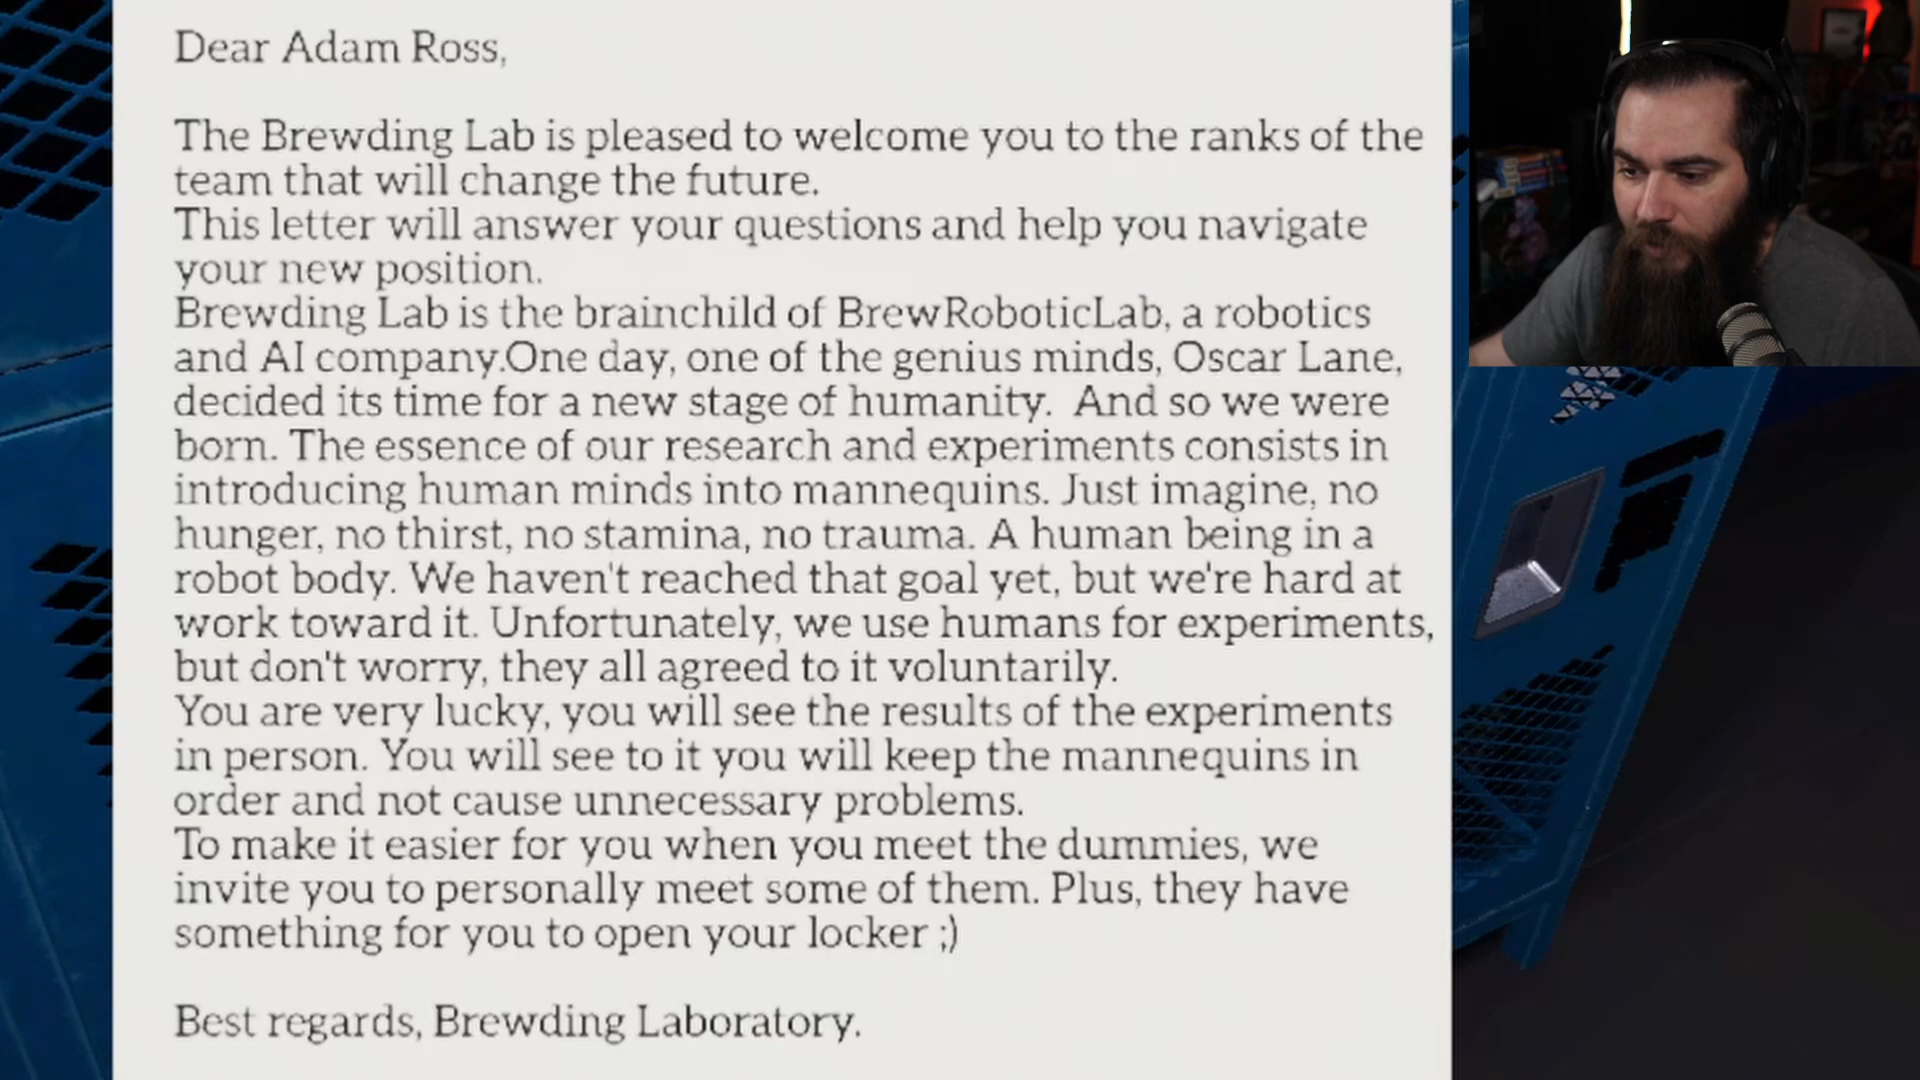 Dear Adam Ross,
The Brewding Lab is pleased to welcome you to the ranks of the
team that will change the future.
This letter will answer your questions and help you navigate
your new position.
Brewding Lab is the brainchild of BrewRoboticLab, a robotics
and AI company.One day, one of the genius minds, Oscar Lane,
decided its time for a new stage of humanity.  And so we were
born. The essence of our research and experiments consists in
introducing human minds into mannequins. Just imagine, no
hunger, no thirst, no stamina, no trauma. A human being in a
robot body. We haven't reached that goal yet, but we're hard at
work toward it. Unfortunately, we use humans for experiments,
but don't worry, they all agreed to it voluntarily.
You are very lucky, you will see the results of the experiments
in person. You will see to it you will keep the mannequins in
order and not cause unnecessary problems.
To make it easier for you when you meet the dummies, we
invite you to personally meet some of them. Plus, they have
something for you to open your locker ;)
Best regards, Brewding Laboratory.